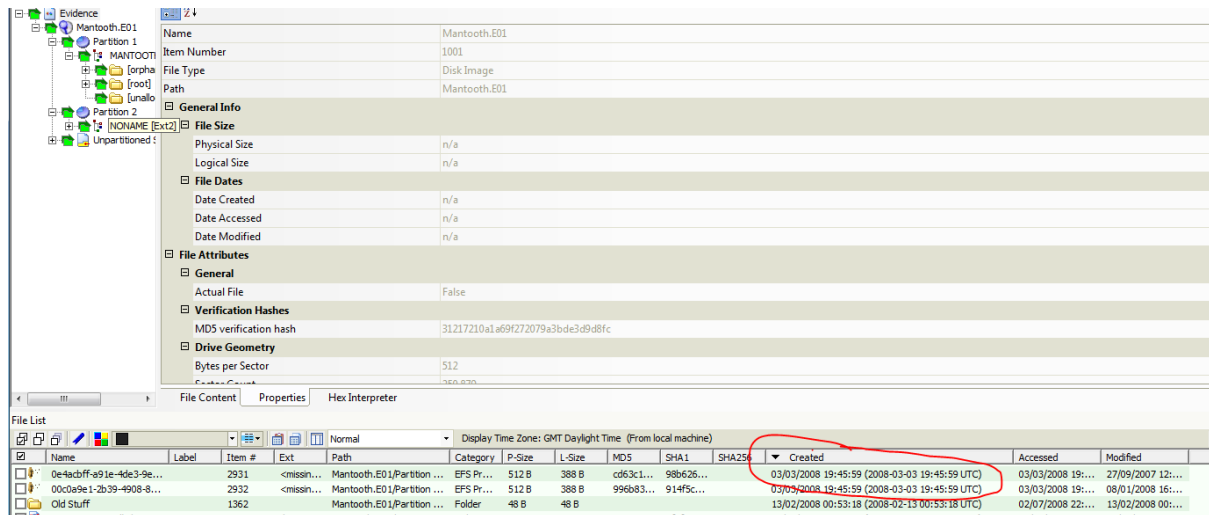 Evidence
Mantooth.E01
Partition 1
MANTOOTI
[orpha
[root]
[unallo
Partition 2
NONAME [Ext2]
Unpartitioned S
Name Mantooth.E01
Item Number 1001
File Type Disk Image
Path Mantooth.E01
General Info
File Size
Physical Size n/a
Logical Size n/a
File Dates
Date Created n/a
Date Accessed n/a
Date Modified n/a
File Attributes
General
Actual File False
Verification Hashes
MD5 verification hash 31217210a1a69f272079a3bde3d9d8fc
Drive Geometry
Bytes per Sector 512
File Content Properties Hex Interpreter
File List
Normal Display Time Zone: GMT Daylight Time (From local machine)
Name Label Item # Ext Path Category P-Size L-Size MD5 SHA1 SHA256 Created Accessed Modified
0e4acbff-a91e-4de3-9e... 2931 <missin... Mantooth.E01/Partition ... EFS Pr... 512 B 388 B cd63c1... 98b626... 03/03/2008 19:45:59 (2008-03-03 19:45:59 UTC) 03/03/2008 19:... 27/09/2007 12:...
00c0a9e1-2b39-4908-8... 2932 <missin... Mantooth.E01/Partition ... EFS Pr... 512 B 388 B 996b83... 914f5c... 03/03/2008 19:45:59 (2008-03-03 19:45:59 UTC) 03/03/2008 19:... 08/01/2008 16:...
Old Stuff 1362 Mantooth.E01/Partition ... Folder 48 B 48 B 13/02/2008 00:53:18 (2008-02-13 00:53:18 UTC) 02/07/2008 22:... 13/02/2008 00:...